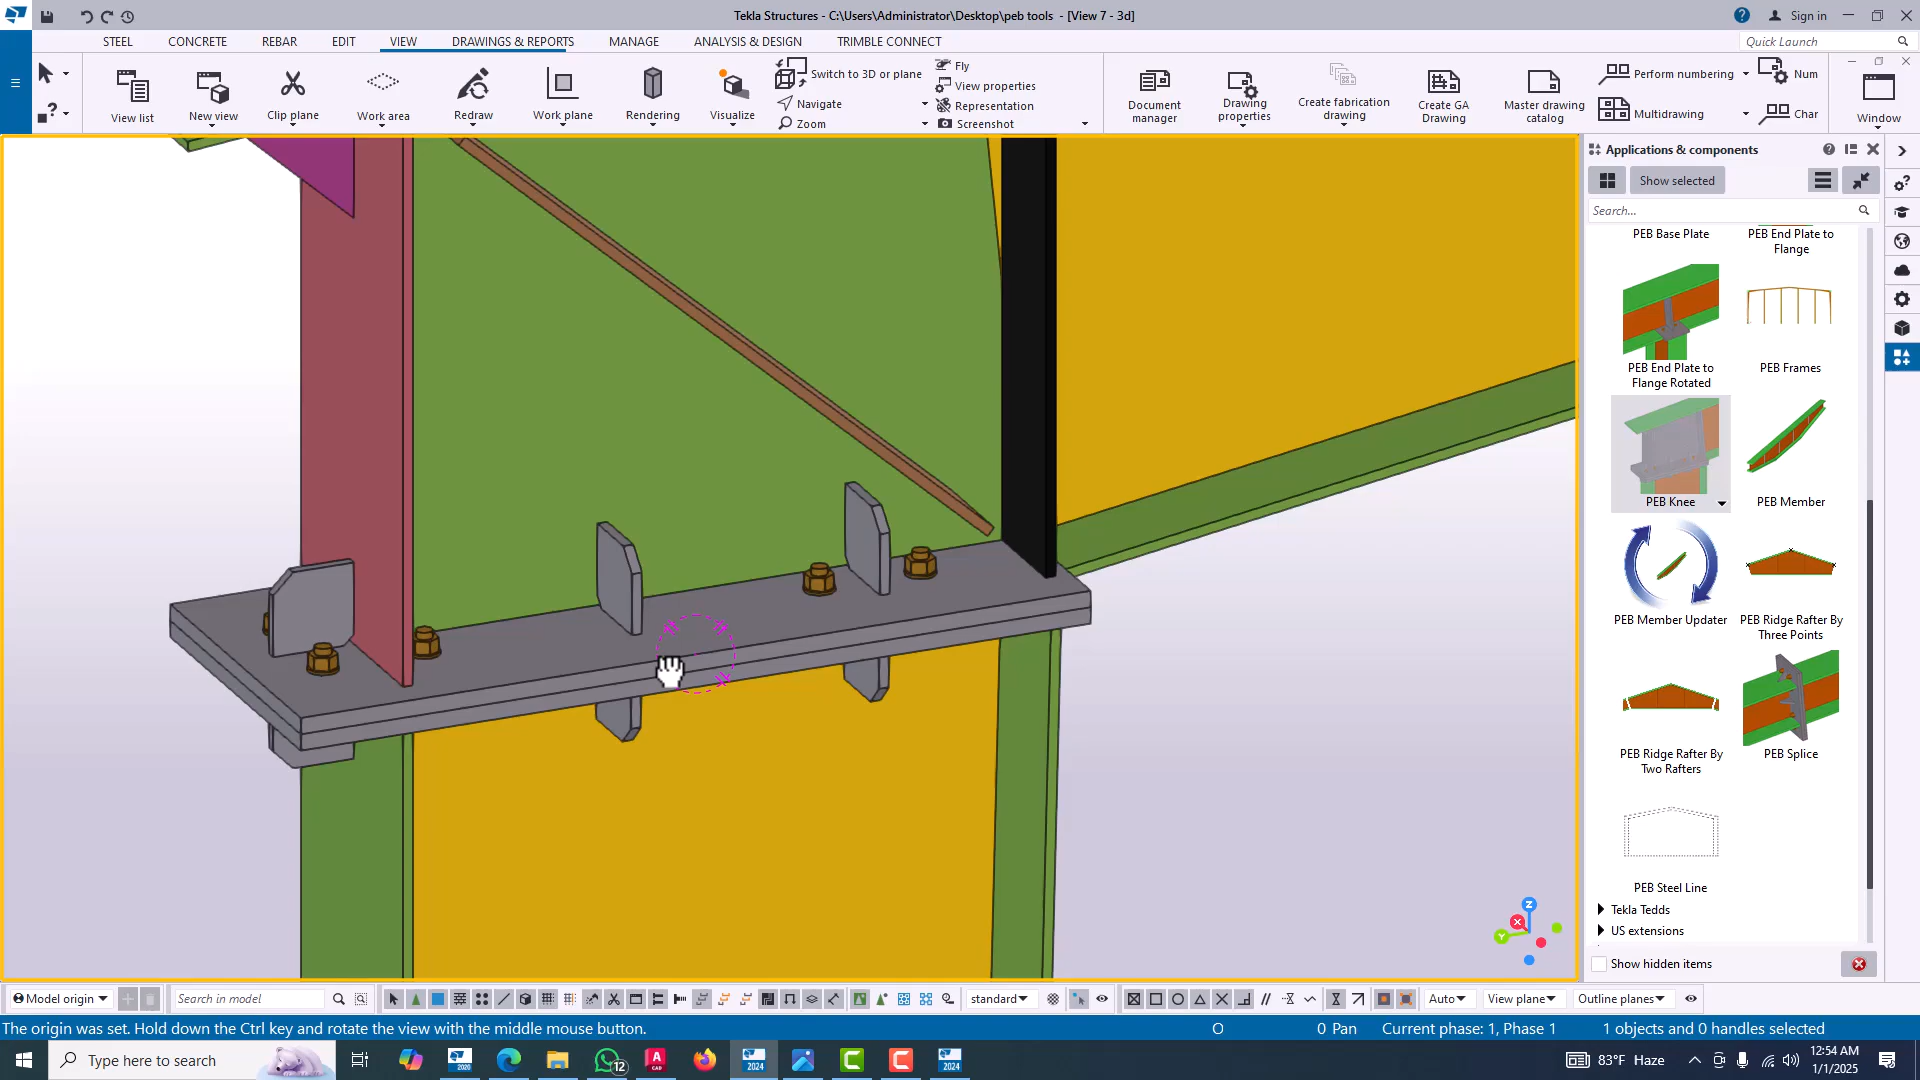 Tekla Structures - C:\Users\Administrator\Desktop\peb tools - [View 7 - 3d]
Sign in
STEEL CONCRETE REBAR EDIT VIEW DRAWINGS & REPORTS MANAGE ANALYSIS & DESIGN TRIMBLE CONNECT
Quick Launch
View list
New view
Clip plane
Work area
Redraw
Work plane
Rendering
Visualize
Switch to 3D or plane
Navigate
Zoom
Fly
View properties
Representation
Screenshot
Document manager
Drawing properties
Create fabrication drawing
Create GA Drawing
Master drawing catalog
Perform numbering
Multidrawing
Num
Char
Window
Applications & components
Show selected
Search...
PEB Base Plate
PEB End Plate to Flange
PEB End Plate to Flange Rotated
PEB Frames
PEB Knee
PEB Member
PEB Member Updater
PEB Ridge Rafter By Three Points
PEB Ridge Rafter By Two Rafters
PEB Splice
PEB Steel Line
Tekla Tedds
US extensions
Show hidden items
Z
X
Y
Model origin
Search in model
standard
Auto
View plane
Outline planes
The origin was set. Hold down the Ctrl key and rotate the view with the middle mouse button.
O
0 Pan
Current phase: 1, Phase 1
1 objects and 0 handles selected
Type here to search
2020
12
CAD
2024
2024
83°F Haze
12:54 AM
1/1/2025